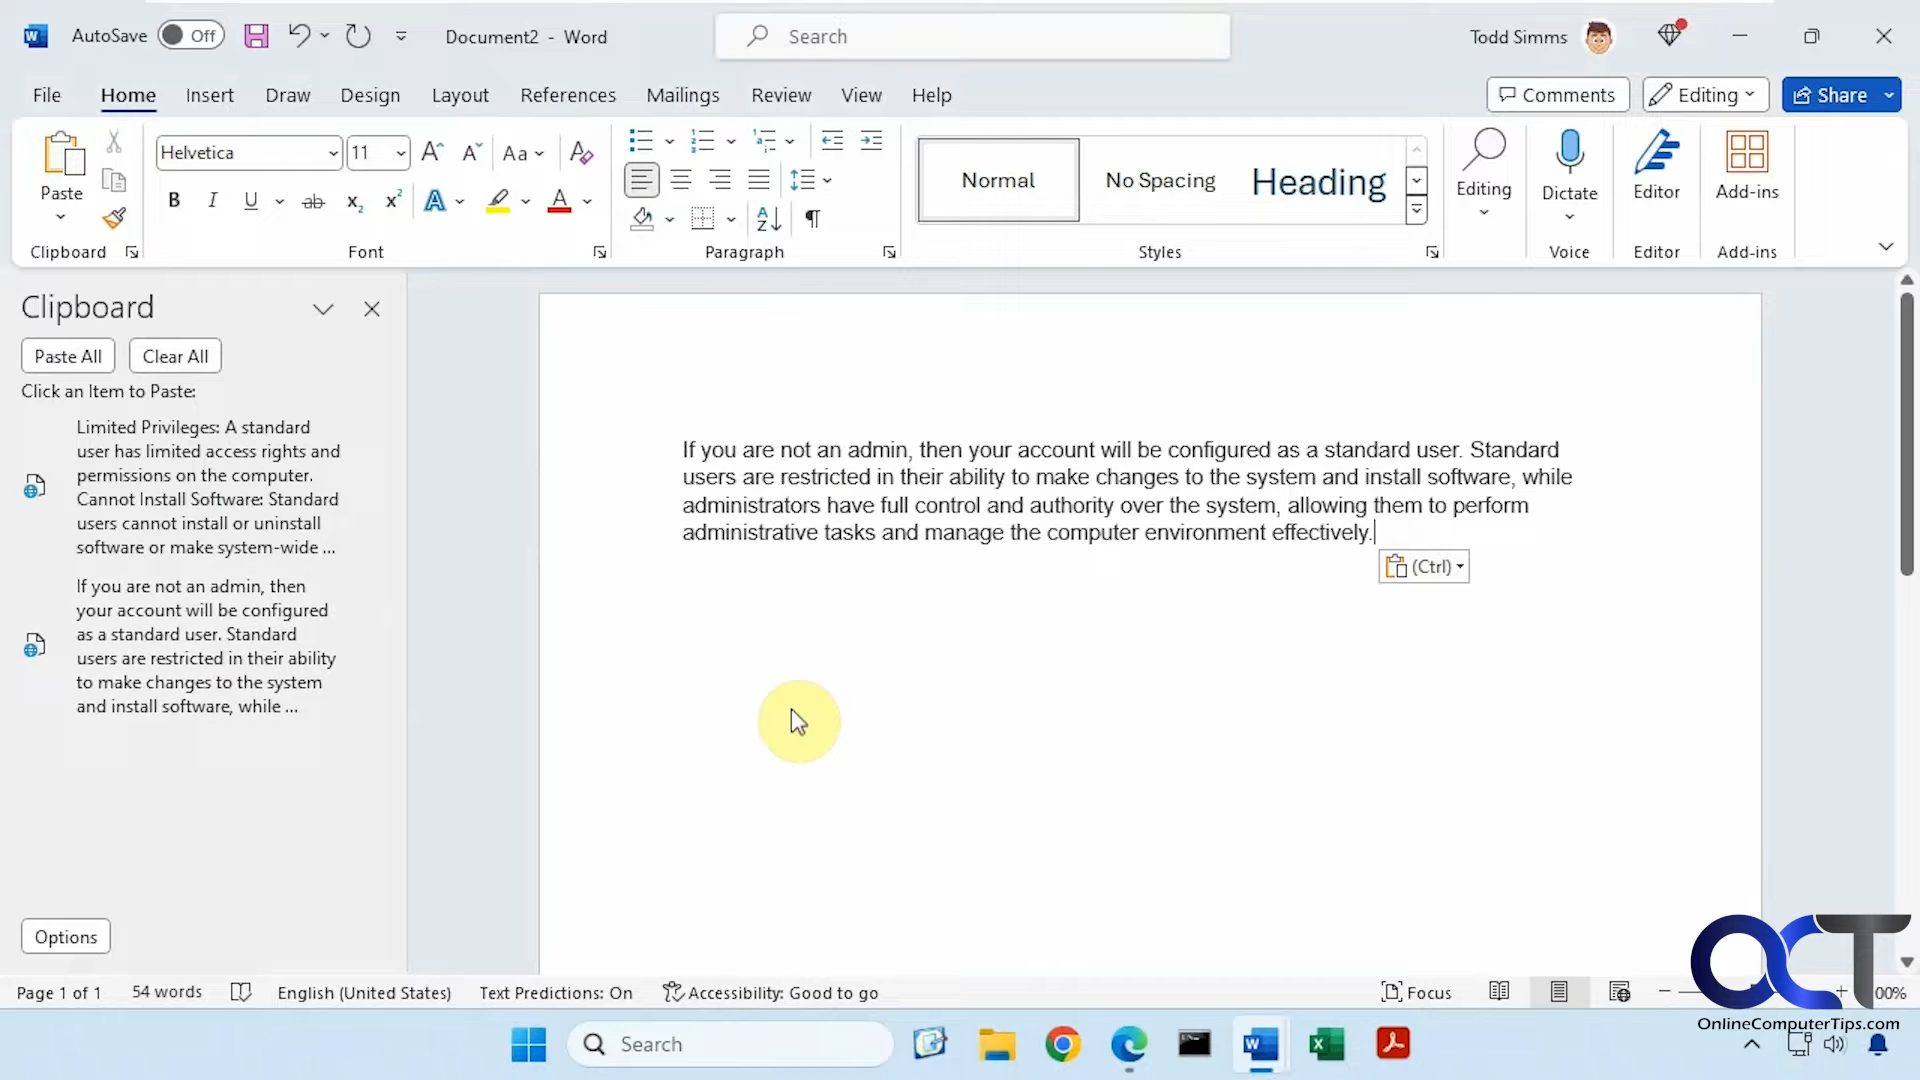 AutoSave Off Document2 - Word Search Todd Simms
File Home Insert Draw Design Layout References Mailings Review View Help Comments Editing Share
Paste Helvetica 11 Aa Normal No Spacing Heading Editing Dictate Editor Add-ins
Clipboard Font Paragraph Styles Voice Editor Add-ins
Clipboard
Paste All Clear All
Click an Item to Paste:
Limited Privileges: A standard
user has limited access rights and
permissions on the computer.
Cannot Install Software: Standard
users cannot install or uninstall
software or make system-wide ...
If you are not an admin, then
your account will be configured
as a standard user. Standard
users are restricted in their ability
to make changes to the system
and install software, while ...
Options
If you are not an admin, then your account will be configured as a standard user. Standard
users are restricted in their ability to make changes to the system and install software, while
administrators have full control and authority over the system, allowing them to perform
administrative tasks and manage the computer environment effectively.
(Ctrl)
Page 1 of 1 54 words English (United States) Text Predictions: On Accessibility: Good to go Focus 00%
OCT
OnlineComputerTips.com
Search